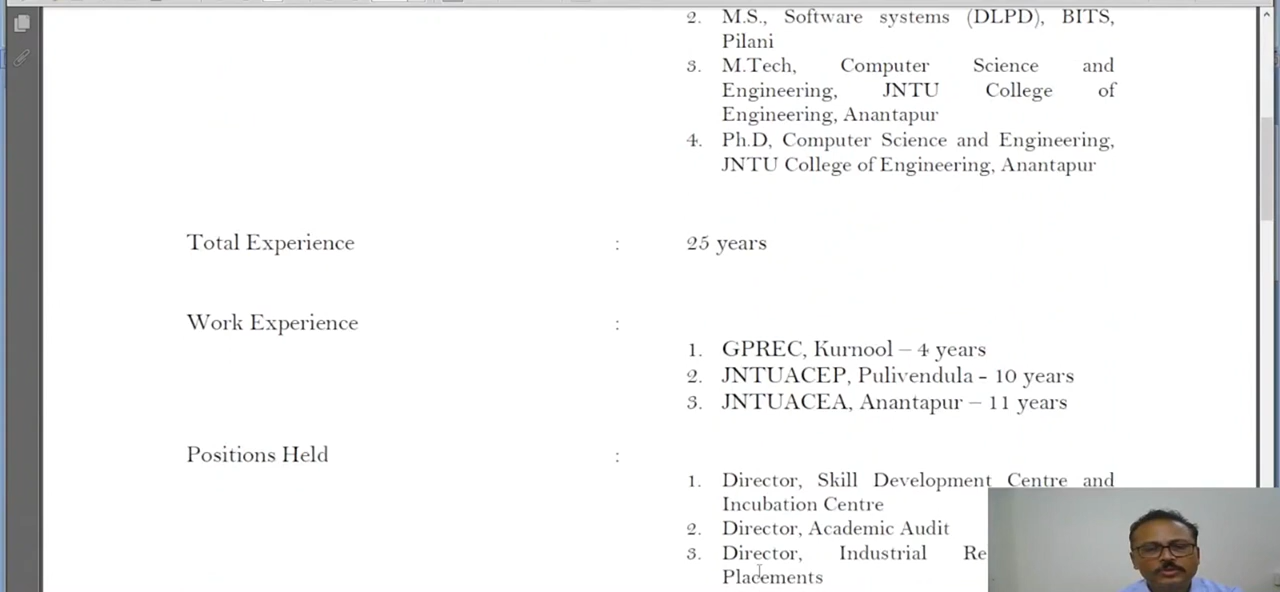 2. M.S., Software systems (DLPD), BITS,
Pilani
3. M.Tech, Computer Science and
Engineering, JNTU College of
Engineering, Anantapur
4. Ph.D, Computer Science and Engineering,
JNTU College of Engineering, Anantapur
Total Experience : 25 years
Work Experience :
1. GPREC, Kurnool – 4 years
2. JNTUACEP, Pulivendula - 10 years
3. JNTUACEA, Anantapur – 11 years
Positions Held :
1. Director, Skill Development Centre and
Incubation Centre
2. Director, Academic Audit
3. Director, Industrial
Placements